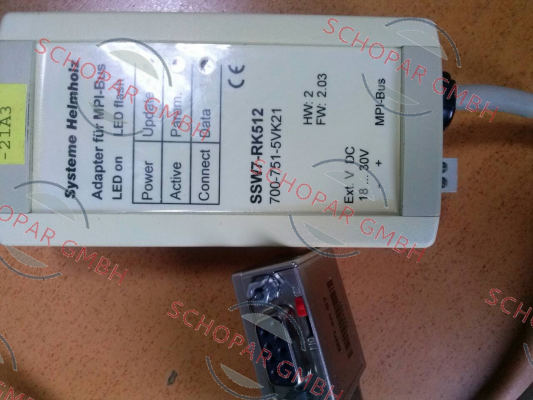 -21A3
Systeme Helmholz
Adapter für MPI-Bus
LED on LED flash
Power Update
Active Param
Connect Data
CE
SSW7-RK512
700-751-5VK21
HW: 2
FW: 2.03
Ext. V DC
18 ... 30V MPI-Bus
- +
SCHOPAR GMBH
SCHOPAR GMBH
SCHOPAR GMBH
SCHOPAR GMBH
SCHOPAR GMBH